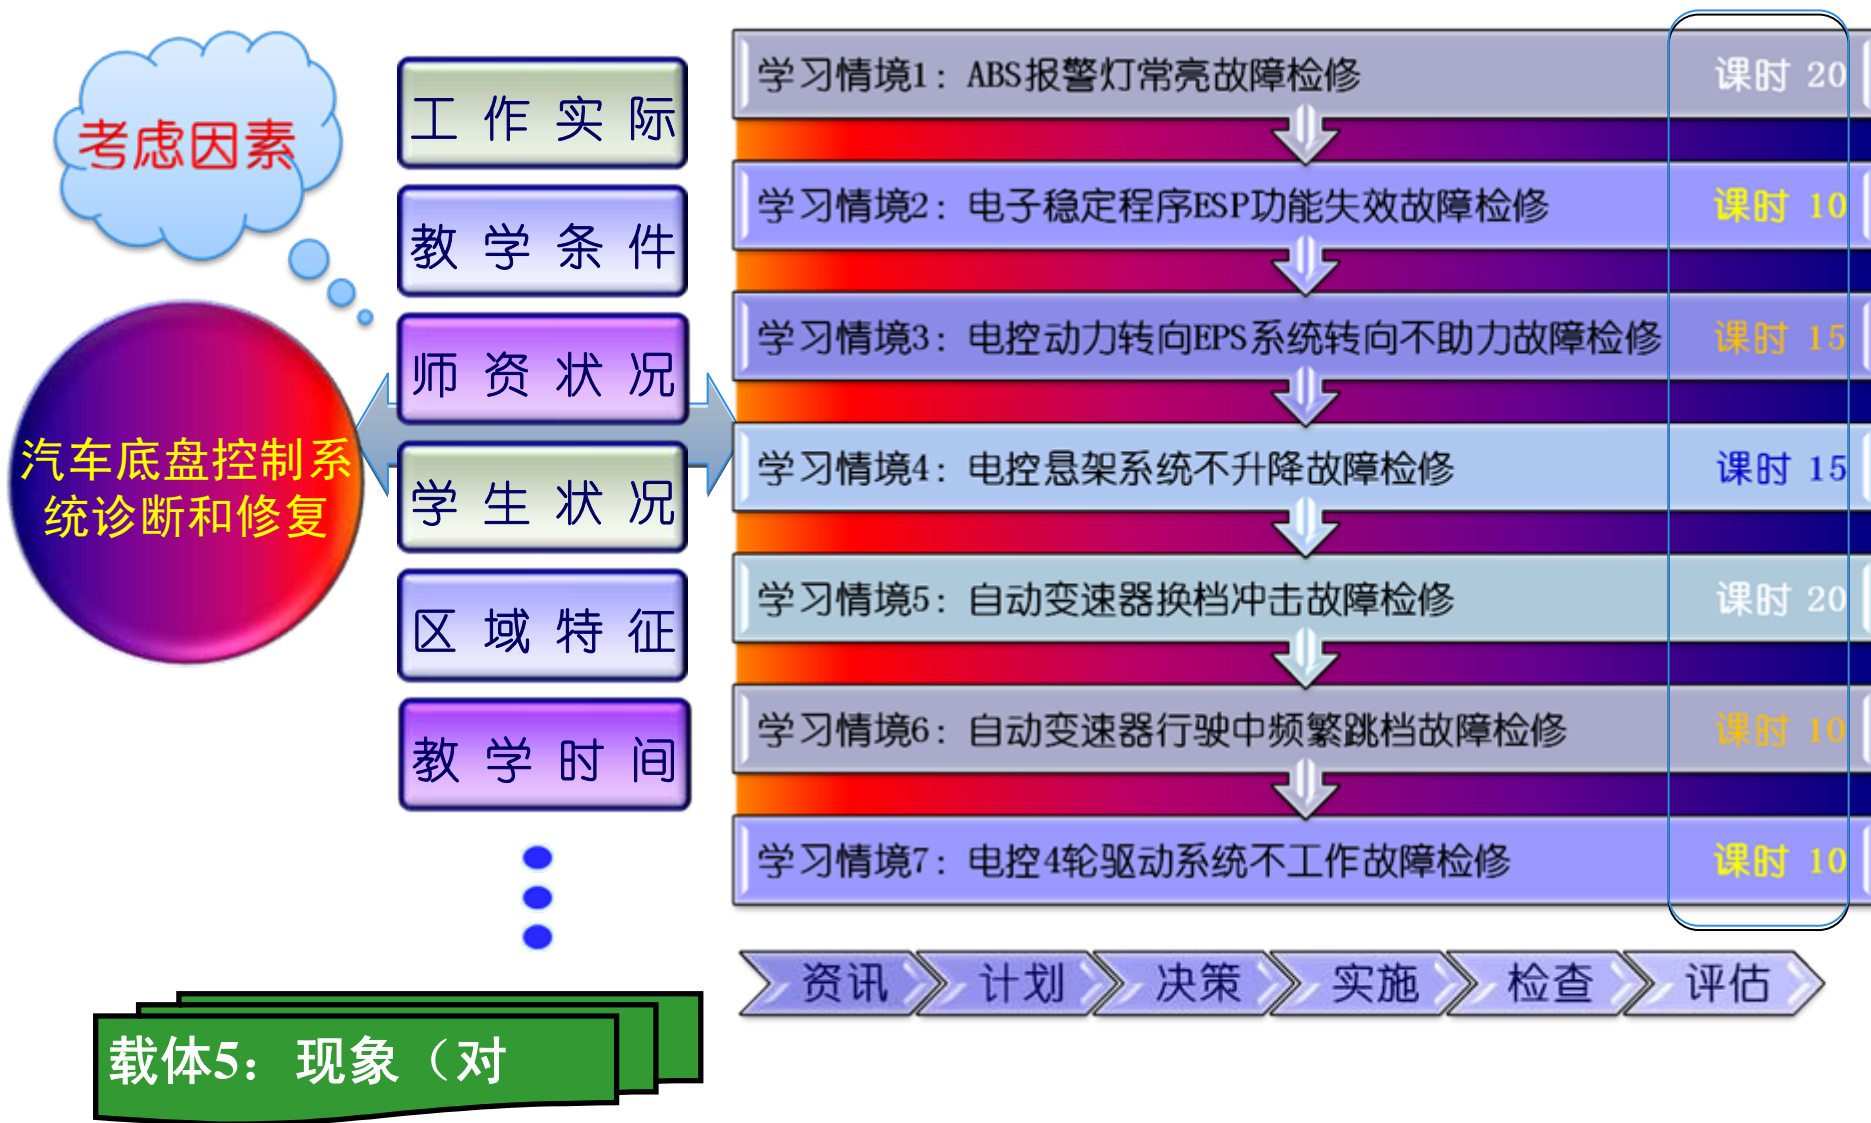 考虑因素
汽车底盘控制系
统诊断和修复
工作实际
教学条件
师资状况
学生状况
区域特征
教学时间
学习情境1：ABS报警灯常亮故障检修 课时 20
学习情境2：电子稳定程序ESP功能失效故障检修 课时 10
学习情境3：电控动力转向EPS系统转向不助力故障检修 课时 15
学习情境4：电控悬架系统不升降故障检修 课时 15
学习情境5：自动变速器换档冲击故障检修 课时 20
学习情境6：自动变速器行驶中频繁跳档故障检修 课时 10
学习情境7：电控4轮驱动系统不工作故障检修 课时 10
资讯 计划 决策 实施 检查 评估
载体5：现象（对